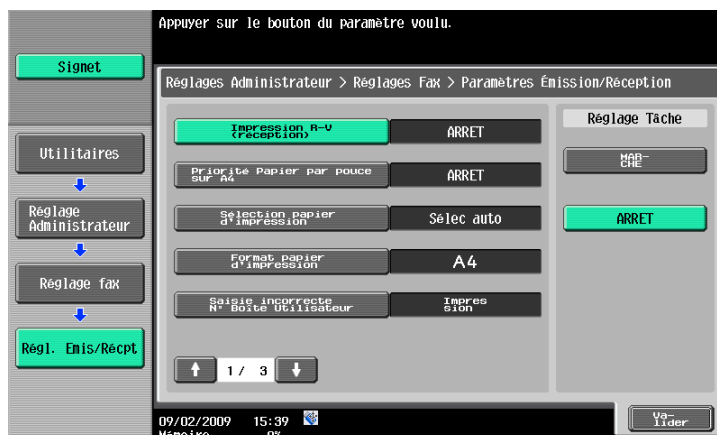 Appuyer sur le bouton du paramètre voulu.
Signet
Réglages Administrateur > Réglages Fax > Paramètres Émission/Réception
Impression R-V
(réception)
ARRET
Réglage Tâche
Utilitaires
MAR-
CHE
Priorité Papier par pouce
sur A4
ARRET
Réglage
Administrateur
Sélection papier
d'impression
Sélec auto
ARRET
Format papier
d'impression
A4
Réglage fax
Saisie incorrecte
N° Boîte Utilisateur
Impres
sion
Régl. Emis/Récpt
1/ 3
09/02/2009 15:39
Va-
lider
Mémoire 0%